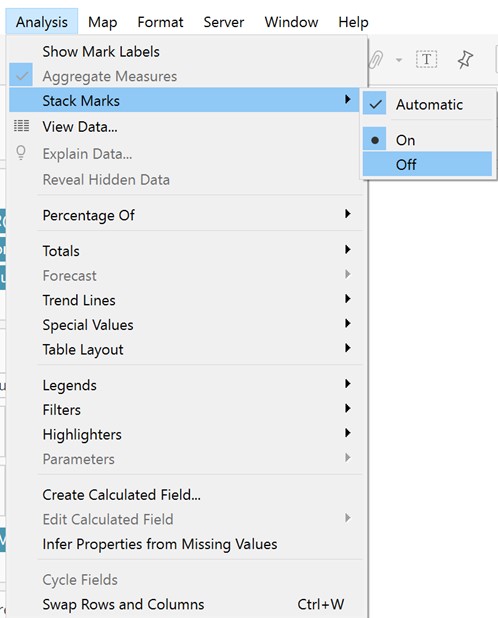 Analysis Map Format Server Window Help
Show Mark Labels
Aggregate Measures
Stack Marks
Automatic
On
Off
View Data...
Explain Data...
Reveal Hidden Data
Percentage Of
Totals
Forecast
Trend Lines
Special Values
Table Layout
Legends
Filters
Highlighters
Parameters
Create Calculated Field...
Edit Calculated Field
Infer Properties from Missing Values
Cycle Fields
Swap Rows and Columns Ctrl+W